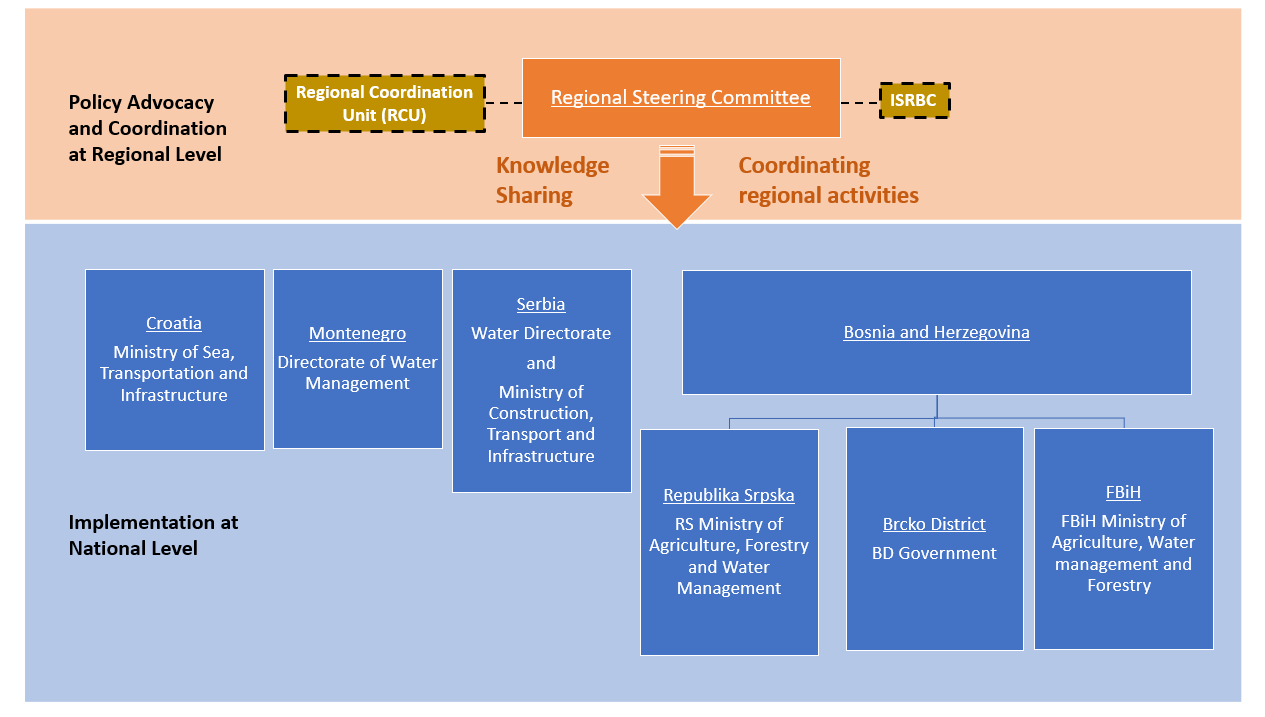 Policy Advocacy
and Coordination
at Regional Level
Regional Coordination
Unit (RCU)
Regional Steering Committee
ISRBC
Knowledge
Sharing
Coordinating
regional activities
Croatia
Ministry of Sea,
Transportation and
Infrastructure
Montenegro
Directorate of Water
Management
Serbia
Water Directorate
and
Ministry of
Construction,
Transport and
Infrastructure
Bosnia and Herzegovina
Republika Srpska
RS Ministry of
Agriculture, Forestry
and Water
Management
Brcko District
BD Government
FBiH
FBiH Ministry of
Agriculture, Water
management and
Forestry
Implementation at
National Level